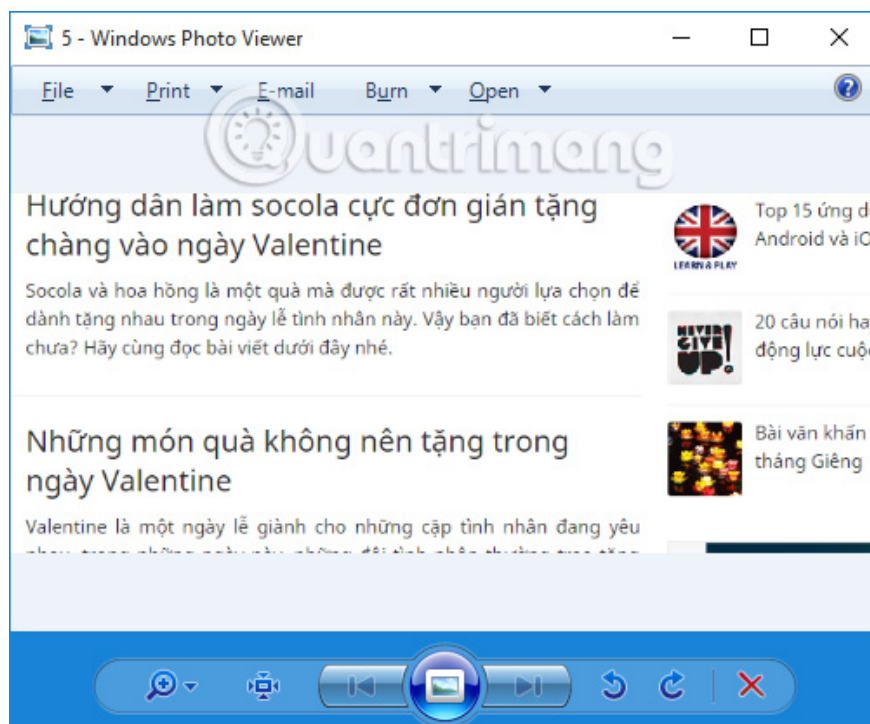 5 - Windows Photo Viewer
File Print E-mail Burn Open
Quantrimang
Hướng dẫn làm socola cực đơn gián tặng
chàng vào ngày Valentine
Socola và hoa hồng là một quà mà được rất nhiều người lựa chọn để
dành tặng nhau trong ngày lễ tình nhân này. Vậy bạn đã biết cách làm
chưa? Hãy cùng đọc bài viết dưới đây nhé.
Những món quà không nên tặng trong
ngày Valentine
Valentine là một ngày lễ giành cho những cặp tình nhân đang yêu
LEARN & PLAY
Top 15 ứng d
Android và iO
NEVER
GIVE
UP!
20 câu nói ha
động lực cuộ
Bài văn khấn
tháng Giêng